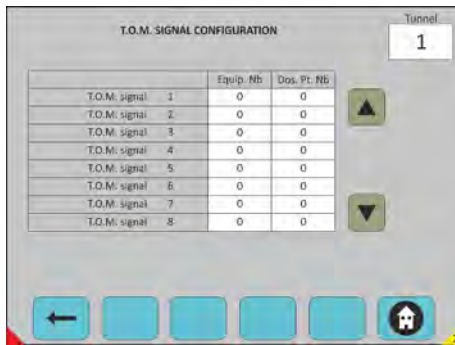 Tunnel
T.O.M. SIGNAL CONFIGURATION
1
Equip. Nb Dos. Pt. Nb
T.O.M. signal 1 0 0
T.O.M. signal 2 0 0
T.O.M. signal 3 0 0
T.O.M. signal 4 0 0
T.O.M. signal 5 0 0
T.O.M. signal 6 0 0
T.O.M. signal 7 0 0
T.O.M. signal 8 0 0